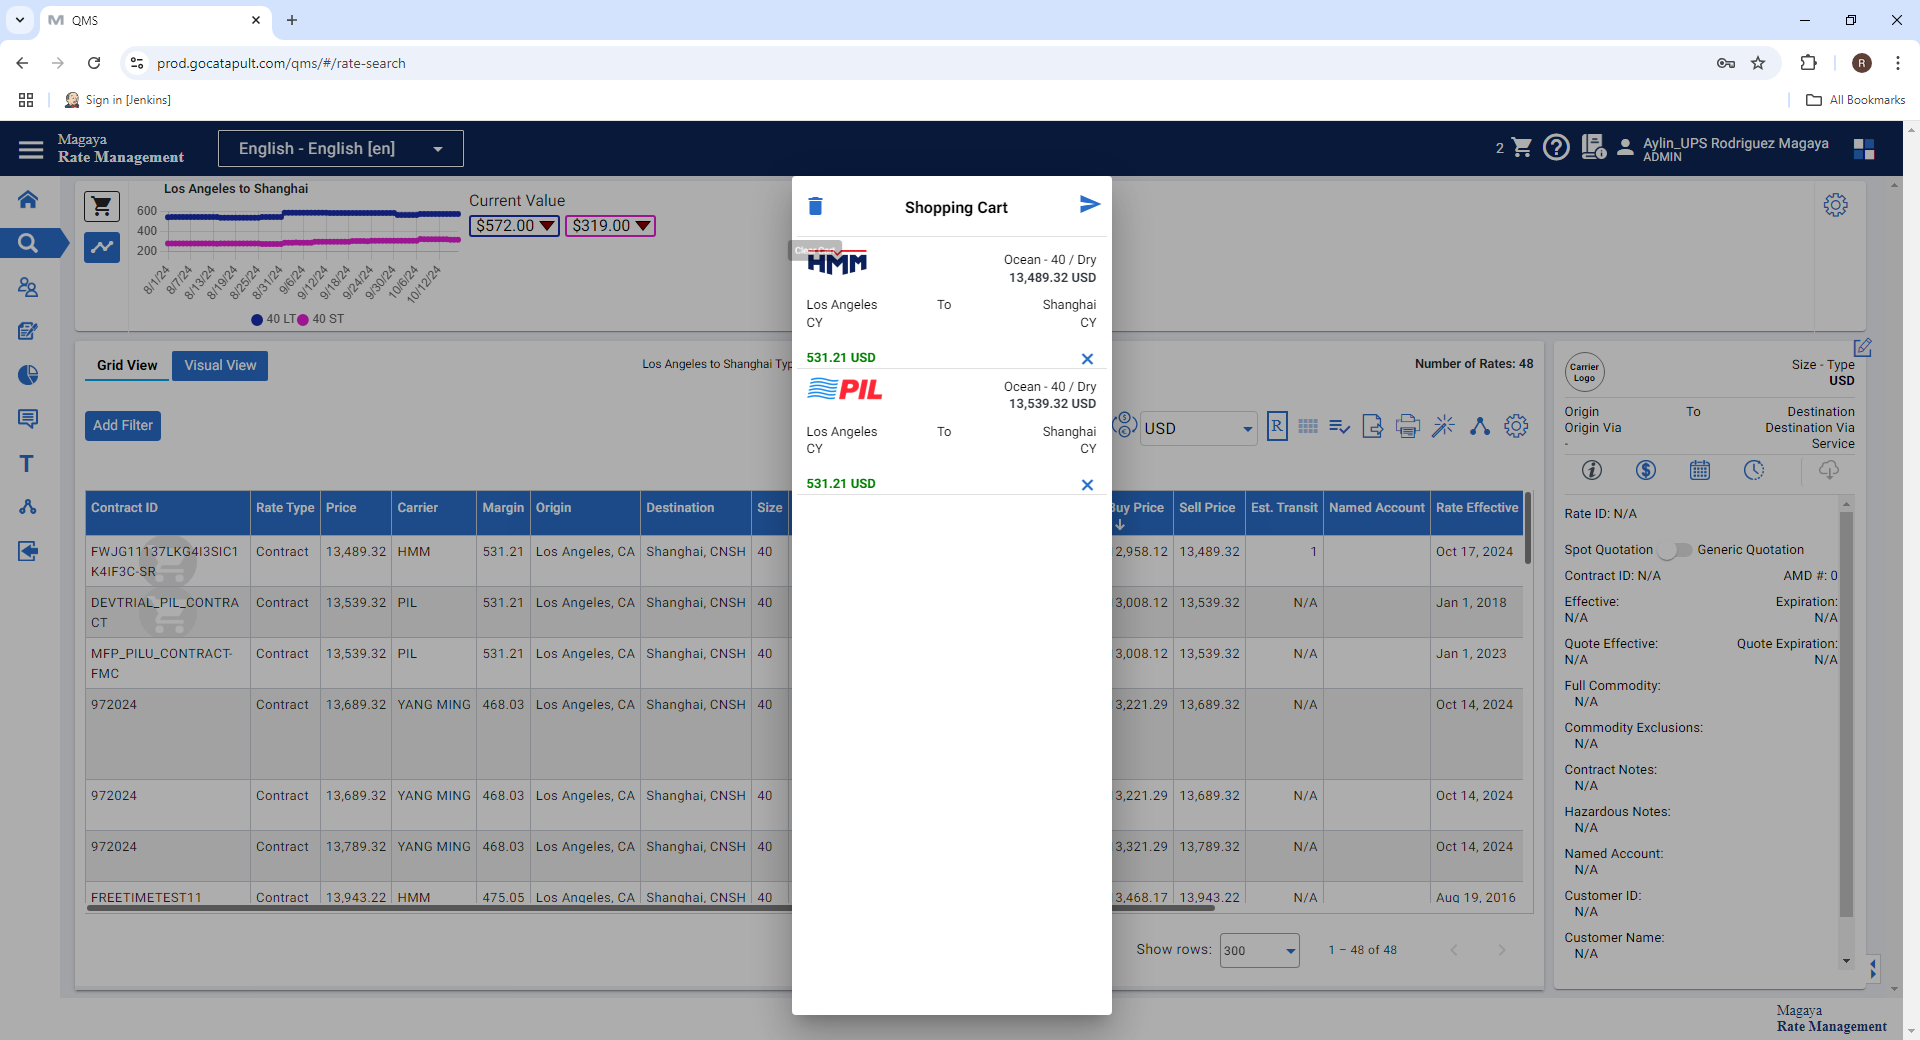 QMS
prod.gocatapult.com/qms/#/rate-search
R
Sign in [Jenkins]
All Bookmarks
Magaya
Rate Management
English - English [en]
2
Aylin_UPS Rodriguez Magaya
ADMIN
Los Angeles to Shanghai
600
400
200
8/1/24
8/7/24
8/13/24
8/19/24
8/25/24
8/31/24
9/6/24
9/12/24
9/18/24
9/24/24
9/30/24
10/6/24
10/12/24
40 LT
40 ST
Current Value
$572.00
$319.00
Shopping Cart
HMM
Ocean - 40 / Dry
13,489.32 USD
Los Angeles To Shanghai
CY CY
531.21 USD
PIL
Ocean - 40 / Dry
13,539.32 USD
Los Angeles To Shanghai
CY CY
531.21 USD
Grid View
Visual View
Los Angeles to Shanghai Typ
Number of Rates: 48
Add Filter
USD
R
Contract ID Rate Type Price Carrier Margin Origin Destination Size Buy Price Sell Price Est. Transit Named Account Rate Effective
FWJG11137LKG4I3SIC1 Contract 13,489.32 HMM 531.21 Los Angeles, CA Shanghai, CNSH 40 2,958.12 13,489.32 1 Oct 17, 2024
K4IF3C-SR
DEVTRIAL_PIL_CONTRA Contract 13,539.32 PIL 531.21 Los Angeles, CA Shanghai, CNSH 40 3,008.12 13,539.32 N/A Jan 1, 2018
CT
MFP_PILU_CONTRACT- Contract 13,539.32 PIL 531.21 Los Angeles, CA Shanghai, CNSH 40 3,008.12 13,539.32 N/A Jan 1, 2023
FMC
972024 Contract 13,689.32 YANG MING 468.03 Los Angeles, CA Shanghai, CNSH 40 3,221.29 13,689.32 N/A Oct 14, 2024
972024 Contract 13,689.32 YANG MING 468.03 Los Angeles, CA Shanghai, CNSH 40 3,221.29 13,689.32 N/A Oct 14, 2024
972024 Contract 13,789.32 YANG MING 468.03 Los Angeles, CA Shanghai, CNSH 40 3,321.29 13,789.32 N/A Oct 14, 2024
FREETIMETEST11 Contract 13,943.22 HMM 475.05 Los Angeles, CA Shanghai, CNSH 40 3,468.17 13,943.22 N/A Aug 19, 2016
Show rows: 300 1 – 48 of 48
Carrier
Logo
Size - Type
USD
Origin To Destination
Origin Via Destination Via
- Service
Rate ID: N/A
Spot Quotation Generic Quotation
Contract ID: N/A AMD #: 0
Effective: Expiration:
N/A N/A
Quote Effective: Quote Expiration:
N/A N/A
Full Commodity:
N/A
Commodity Exclusions:
N/A
Contract Notes:
N/A
Hazardous Notes:
N/A
Named Account:
N/A
Customer ID:
N/A
Customer Name:
N/A
Magaya
Rate Management